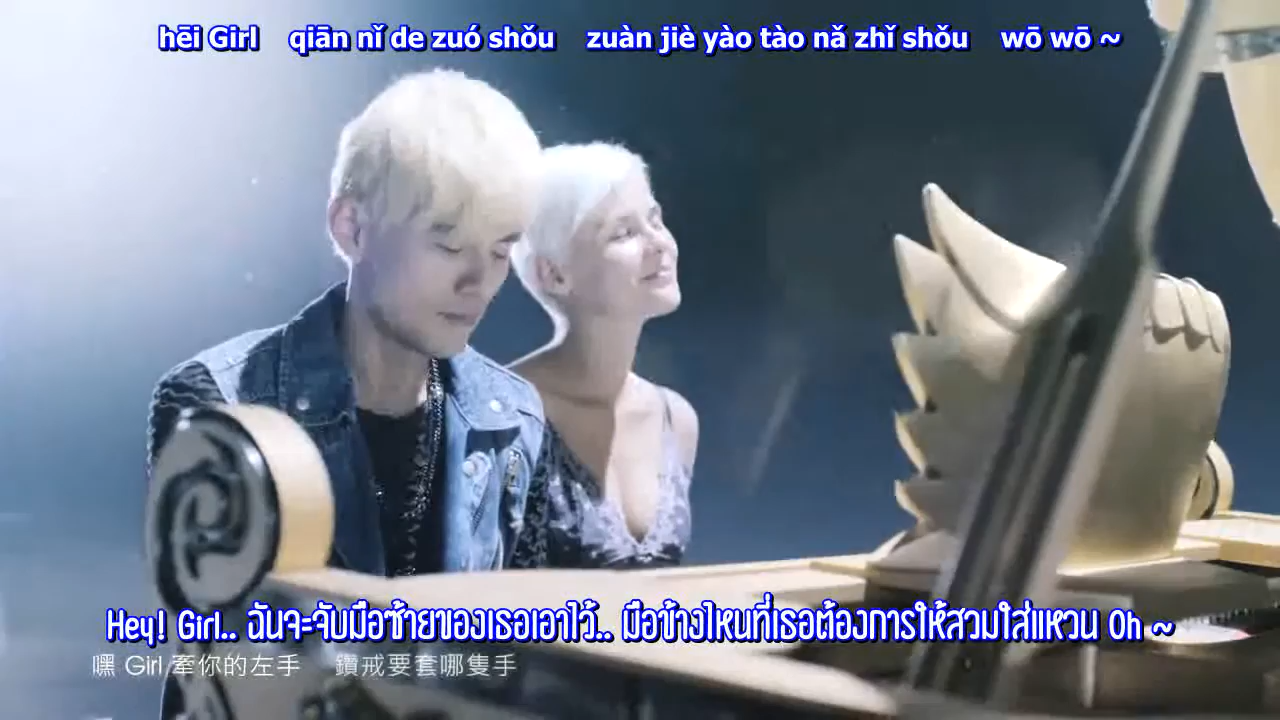 hēi Girl qiān nǐ de zuó shǒu zuàn jiè yào tào nǎ zhǐ shǒu wō wō ~
Hey! Girl.. ฉันจะจับมือซ้ายของเธอเอาไว้.. มือข้างไหนที่เธอต้องการให้สวมใส่แหวน Oh ~
嘿 Girl 牽你的左手 鑽戒要套哪隻手